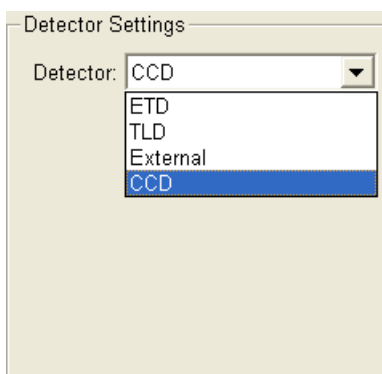 Detector Settings
Detector: CCD
ETD
TLD
External
CCD